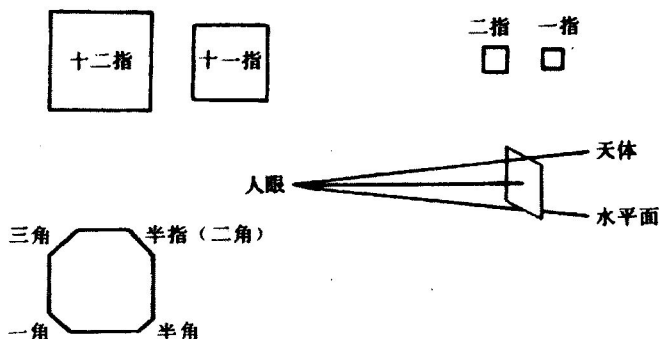 十二指 十一指 二指 一指
天体
人眼
水平面
三角 半指（二角）
一角 半角